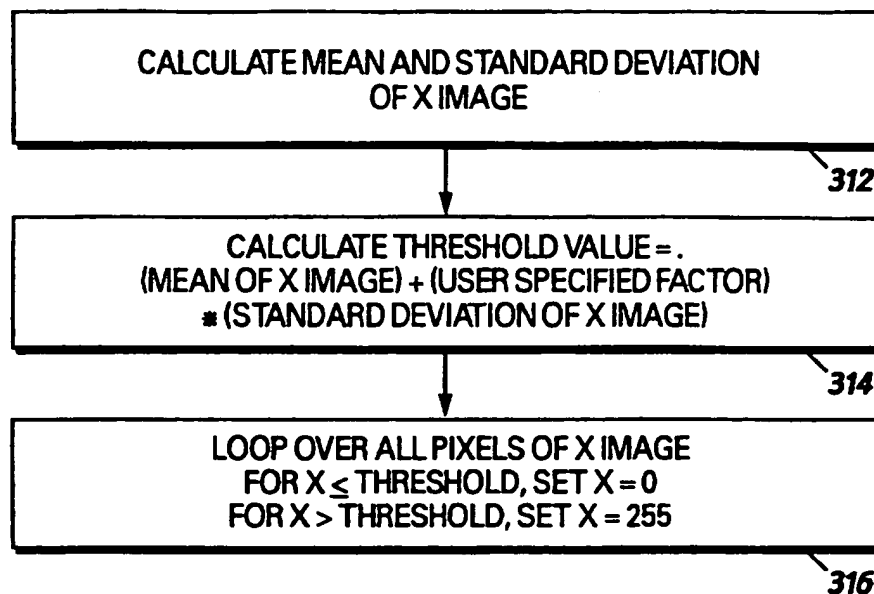 CALCULATE MEAN AND STANDARD DEVIATION
OF X IMAGE
312
CALCULATE THRESHOLD VALUE = .
(MEAN OF X IMAGE) + (USER SPECIFIED FACTOR)
* (STANDARD DEVIATION OF X IMAGE)
314
LOOP OVER ALL PIXELS OF X IMAGE
FOR X ≤ THRESHOLD, SET X = 0
FOR X > THRESHOLD, SET X = 255
316